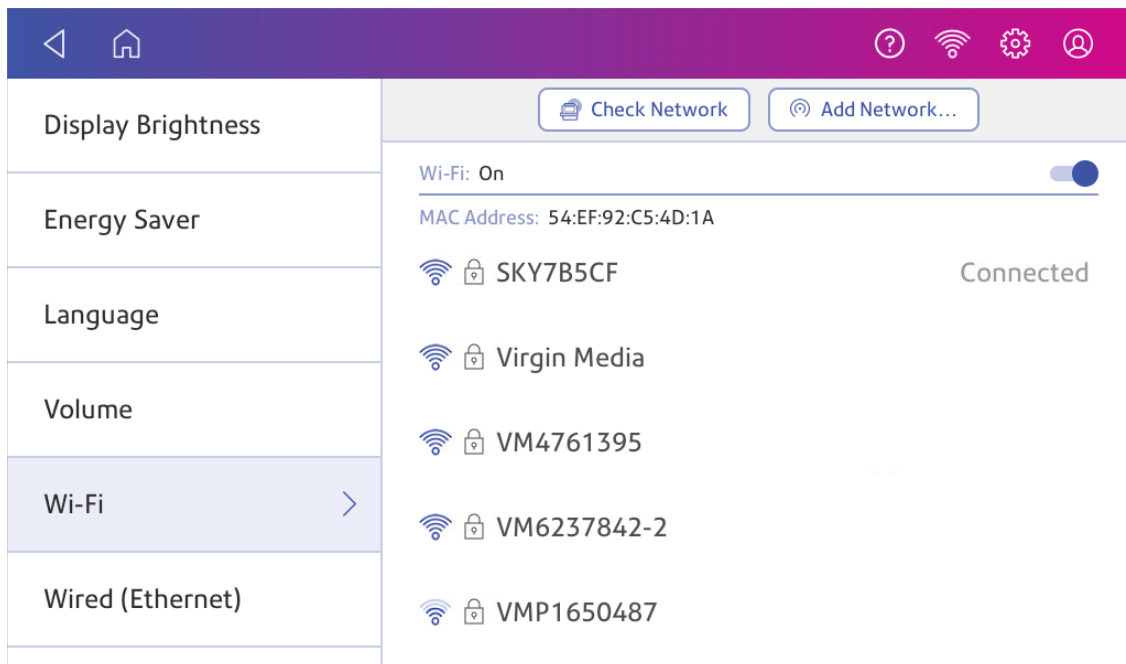 Check Network
Add Network...
Display Brightness
Energy Saver
Language
Volume
Wi-Fi
Wired (Ethernet)
Wi-Fi: On
MAC Address: 54:EF:92:C5:4D:1A
SKY7B5CF Connected
Virgin Media
VM4761395
VM6237842-2
VMP1650487